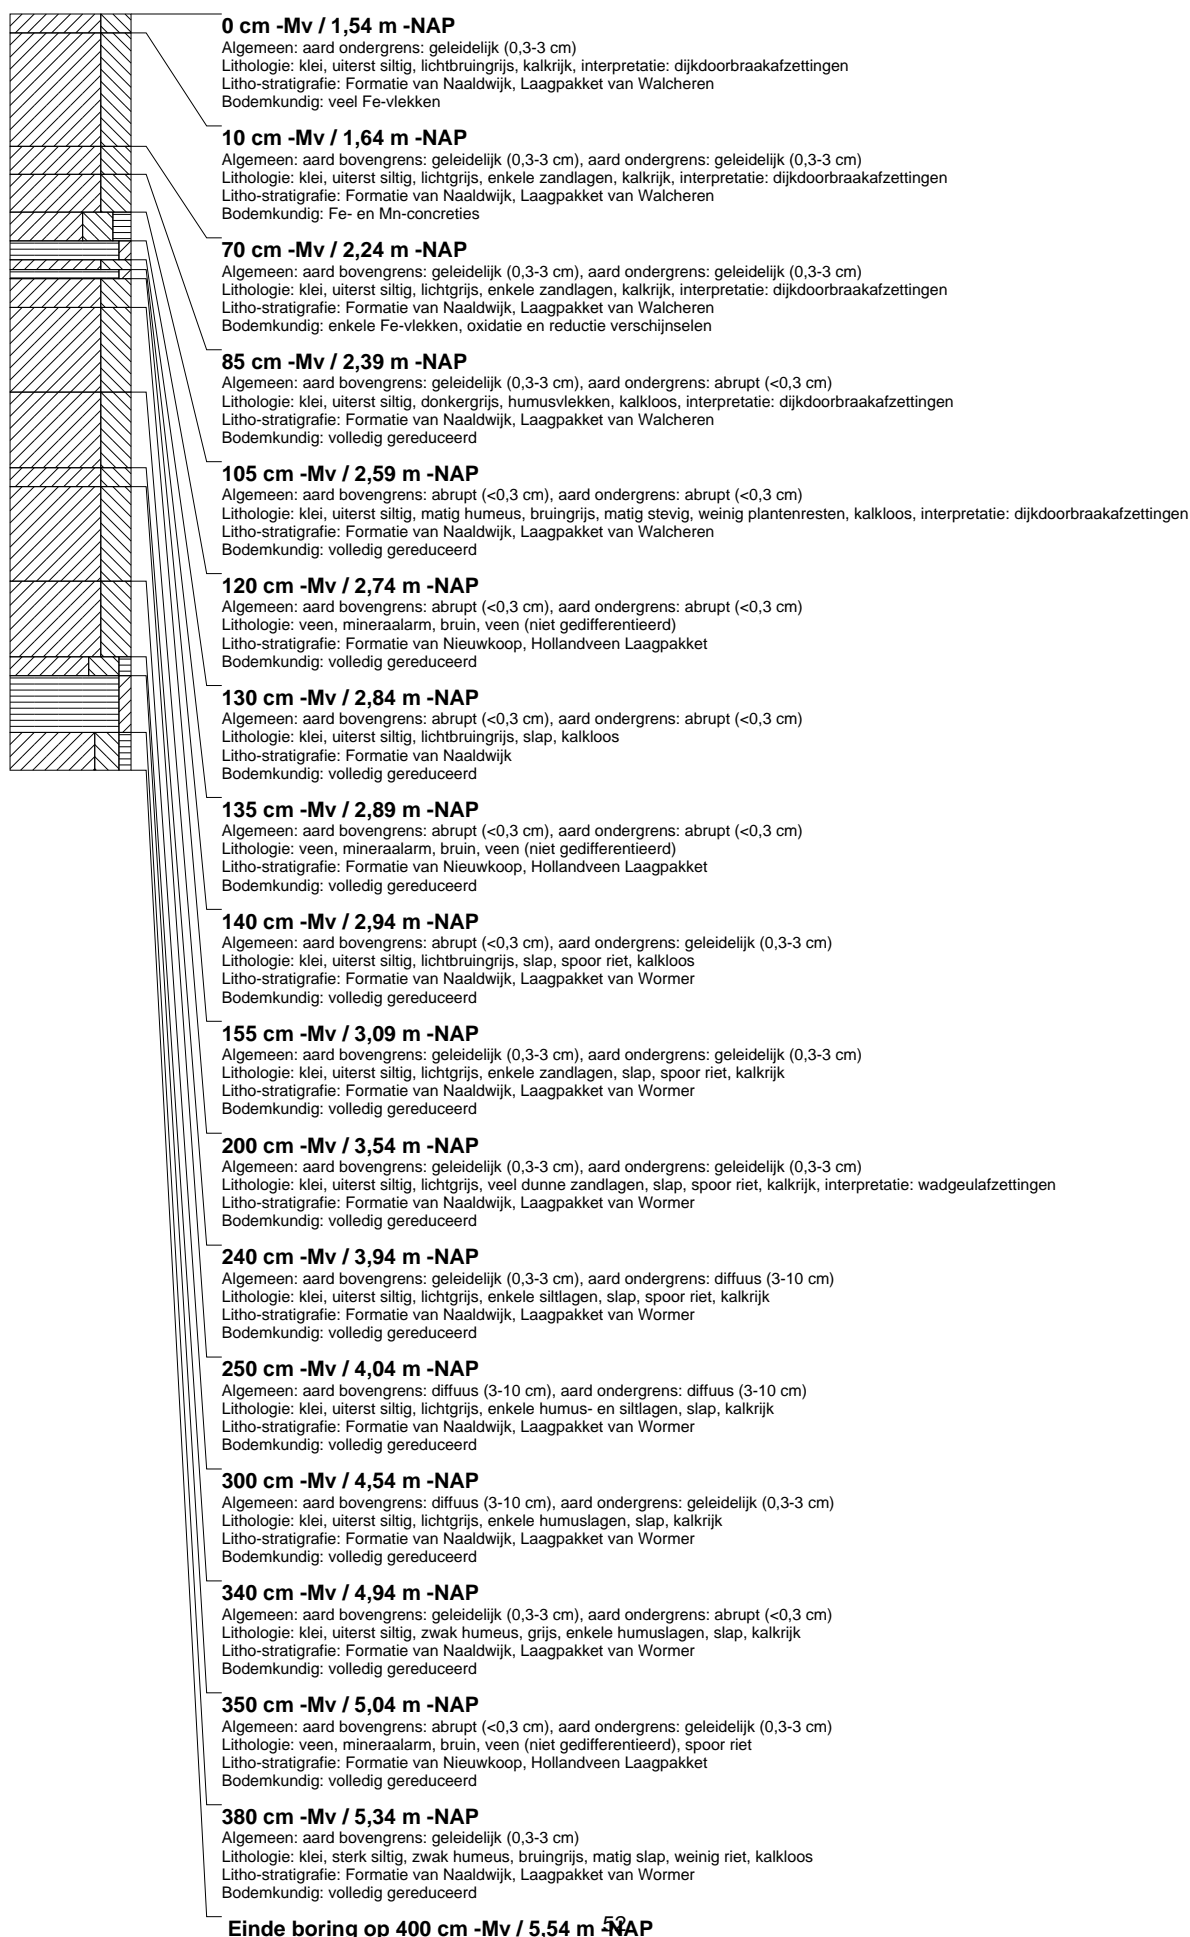 0 cm -Mv / 1,54 m -NAP
Algemeen: aard ondergrens: geleidelijk (0,3-3 cm)
Lithologie: klei, uiterst siltig, lichtbruingrijs, kalkrijk, interpretatie: dijkdoorbraakafzettingen
Litho-stratigrafie: Formatie van Naaldwijk, Laagpakket van Walcheren
Bodemkundig: veel Fe-vlekken
10 cm -Mv / 1,64 m -NAP
Algemeen: aard bovengrens: geleidelijk (0,3-3 cm), aard ondergrens: geleidelijk (0,3-3 cm)
Lithologie: klei, uiterst siltig, lichtgrijs, enkele zandlagen, kalkrijk, interpretatie: dijkdoorbraakafzettingen
Litho-stratigrafie: Formatie van Naaldwijk, Laagpakket van Walcheren
Bodemkundig: Fe- en Mn-concreties
70 cm -Mv / 2,24 m -NAP
Algemeen: aard bovengrens: geleidelijk (0,3-3 cm), aard ondergrens: geleidelijk (0,3-3 cm)
Lithologie: klei, uiterst siltig, lichtgrijs, enkele zandlagen, kalkrijk, interpretatie: dijkdoorbraakafzettingen
Litho-stratigrafie: Formatie van Naaldwijk, Laagpakket van Walcheren
Bodemkundig: enkele Fe-vlekken, oxidatie en reductie verschijnselen
85 cm -Mv / 2,39 m -NAP
Algemeen: aard bovengrens: geleidelijk (0,3-3 cm), aard ondergrens: abrupt (<0,3 cm)
Lithologie: klei, uiterst siltig, donkergrijs, humusvlekken, kalkloos, interpretatie: dijkdoorbraakafzettingen
Litho-stratigrafie: Formatie van Naaldwijk, Laagpakket van Walcheren
Bodemkundig: volledig gereduceerd
105 cm -Mv / 2,59 m -NAP
Algemeen: aard bovengrens: abrupt (<0,3 cm), aard ondergrens: abrupt (<0,3 cm)
Lithologie: klei, uiterst siltig, matig humeus, bruingrijs, matig stevig, weinig plantenresten, kalkloos, interpretatie: dijkdoorbraakafzettingen
Litho-stratigrafie: Formatie van Naaldwijk, Laagpakket van Walcheren
Bodemkundig: volledig gereduceerd
120 cm -Mv / 2,74 m -NAP
Algemeen: aard bovengrens: abrupt (<0,3 cm), aard ondergrens: abrupt (<0,3 cm)
Lithologie: veen, mineraalarm, bruin, veen (niet gedifferentieerd)
Litho-stratigrafie: Formatie van Nieuwkoop, Hollandveen Laagpakket
Bodemkundig: volledig gereduceerd
130 cm -Mv / 2,84 m -NAP
Algemeen: aard bovengrens: abrupt (<0,3 cm), aard ondergrens: abrupt (<0,3 cm)
Lithologie: klei, uiterst siltig, lichtbruingrijs, slap, kalkloos
Litho-stratigrafie: Formatie van Naaldwijk
Bodemkundig: volledig gereduceerd
135 cm -Mv / 2,89 m -NAP
Algemeen: aard bovengrens: abrupt (<0,3 cm), aard ondergrens: abrupt (<0,3 cm)
Lithologie: veen, mineraalarm, bruin, veen (niet gedifferentieerd)
Litho-stratigrafie: Formatie van Nieuwkoop, Hollandveen Laagpakket
Bodemkundig: volledig gereduceerd
140 cm -Mv / 2,94 m -NAP
Algemeen: aard bovengrens: abrupt (<0,3 cm), aard ondergrens: geleidelijk (0,3-3 cm)
Lithologie: klei, uiterst siltig, lichtbruingrijs, slap, spoor riet, kalkloos
Litho-stratigrafie: Formatie van Naaldwijk, Laagpakket van Wormer
Bodemkundig: volledig gereduceerd
155 cm -Mv / 3,09 m -NAP
Algemeen: aard bovengrens: geleidelijk (0,3-3 cm), aard ondergrens: geleidelijk (0,3-3 cm)
Lithologie: klei, uiterst siltig, lichtgrijs, enkele zandlagen, slap, spoor riet, kalkrijk
Litho-stratigrafie: Formatie van Naaldwijk, Laagpakket van Wormer
Bodemkundig: volledig gereduceerd
200 cm -Mv / 3,54 m -NAP
Algemeen: aard bovengrens: geleidelijk (0,3-3 cm), aard ondergrens: geleidelijk (0,3-3 cm)
Lithologie: klei, uiterst siltig, lichtgrijs, veel dunne zandlagen, slap, spoor riet, kalkrijk, interpretatie: wadgeulafzettingen
Litho-stratigrafie: Formatie van Naaldwijk, Laagpakket van Wormer
Bodemkundig: volledig gereduceerd
240 cm -Mv / 3,94 m -NAP
Algemeen: aard bovengrens: geleidelijk (0,3-3 cm), aard ondergrens: diffuus (3-10 cm)
Lithologie: klei, uiterst siltig, lichtgrijs, enkele siltlagen, slap, spoor riet, kalkrijk
Litho-stratigrafie: Formatie van Naaldwijk, Laagpakket van Wormer
Bodemkundig: volledig gereduceerd
250 cm -Mv / 4,04 m -NAP
Algemeen: aard bovengrens: diffuus (3-10 cm), aard ondergrens: diffuus (3-10 cm)
Lithologie: klei, uiterst siltig, lichtgrijs, enkele humus- en siltlagen, slap, kalkrijk
Litho-stratigrafie: Formatie van Naaldwijk, Laagpakket van Wormer
Bodemkundig: volledig gereduceerd
300 cm -Mv / 4,54 m -NAP
Algemeen: aard bovengrens: diffuus (3-10 cm), aard ondergrens: geleidelijk (0,3-3 cm)
Lithologie: klei, uiterst siltig, lichtgrijs, enkele humuslagen, slap, kalkrijk
Litho-stratigrafie: Formatie van Naaldwijk, Laagpakket van Wormer
Bodemkundig: volledig gereduceerd
340 cm -Mv / 4,94 m -NAP
Algemeen: aard bovengrens: geleidelijk (0,3-3 cm), aard ondergrens: abrupt (<0,3 cm)
Lithologie: klei, uiterst siltig, zwak humeus, grijs, enkele humuslagen, slap, kalkrijk
Litho-stratigrafie: Formatie van Naaldwijk, Laagpakket van Wormer
Bodemkundig: volledig gereduceerd
350 cm -Mv / 5,04 m -NAP
Algemeen: aard bovengrens: abrupt (<0,3 cm), aard ondergrens: geleidelijk (0,3-3 cm)
Lithologie: veen, mineraalarm, bruin, veen (niet gedifferentieerd), spoor riet
Litho-stratigrafie: Formatie van Nieuwkoop, Hollandveen Laagpakket
Bodemkundig: volledig gereduceerd
380 cm -Mv / 5,34 m -NAP
Algemeen: aard bovengrens: geleidelijk (0,3-3 cm)
Lithologie: klei, sterk siltig, zwak humeus, bruingrijs, matig slap, weinig riet, kalkloos
Litho-stratigrafie: Formatie van Naaldwijk, Laagpakket van Wormer
Bodemkundig: volledig gereduceerd
Einde boring op 400 cm -Mv / 5,54 m -NAP
52